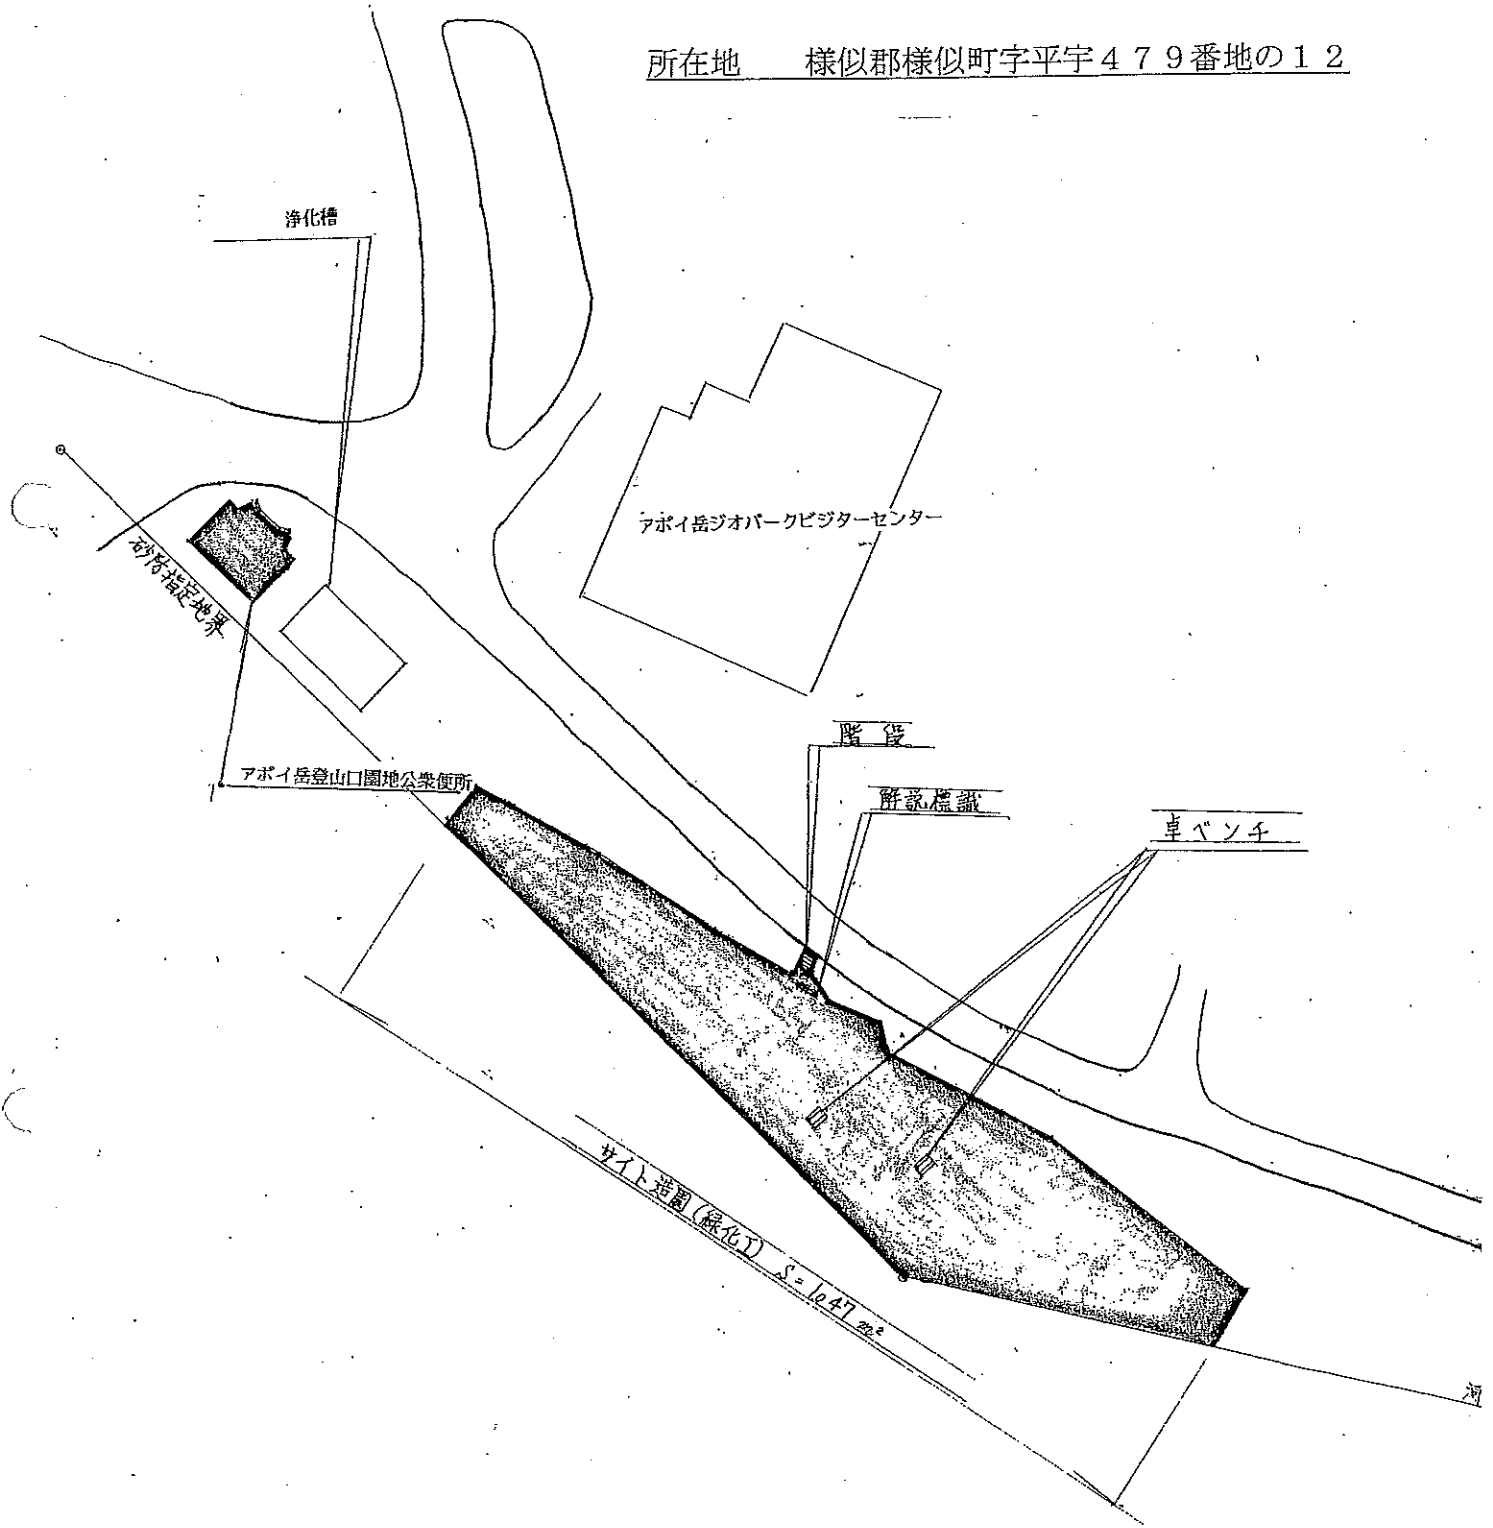 所在地　　様似郡様似町字平宇４７９番地の１２
浄化槽
アポイ岳ジオパークビジターセンター
砂防指定地界
階段
アポイ岳登山口園地公衆便所
解説標識
卓ベンチ
サイト造園(緑化工) S=1047 m²